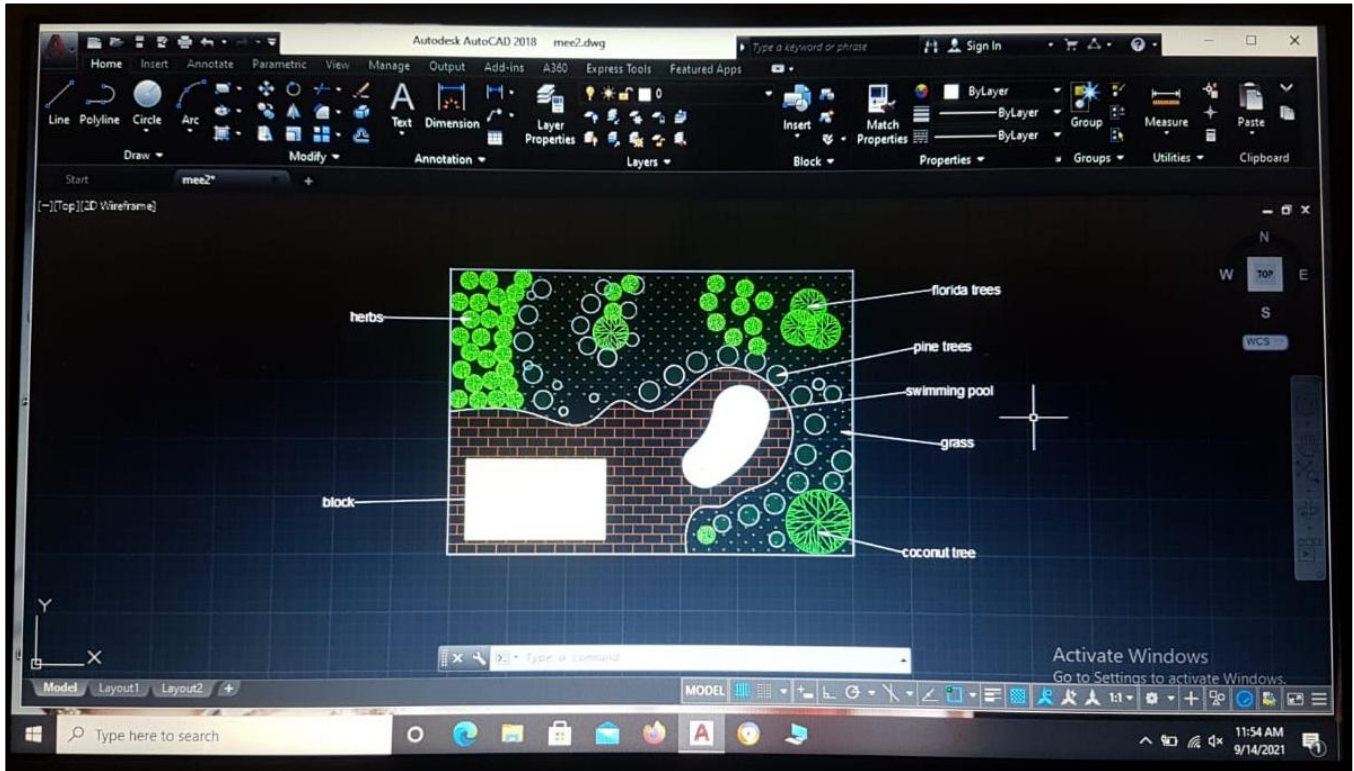 Autodesk AutoCAD 2018 mee2.dwg
Type a keyword or phrase
Sign In
Home Insert Annotate Parametric View Manage Output Add-ins A360 Express Tools Featured Apps
Line Polyline Circle Arc
Text Dimension
Layer Properties
0
Insert
Match Properties
ByLayer
ByLayer
ByLayer
Group
Measure
Paste
Draw Modify Annotation Layers Block Properties Groups Utilities Clipboard
Start mee2* +
[−][Top][2D Wireframe]
N
W TOP E
S
WCS
florida trees
herbs
pine trees
swimming pool
grass
block
coconut tree
Y
X
Type a command
Activate Windows
Go to Settings to activate Windows.
Model Layout1 Layout2 +
MODEL 1:1
Type here to search
11:54 AM
9/14/2021
1